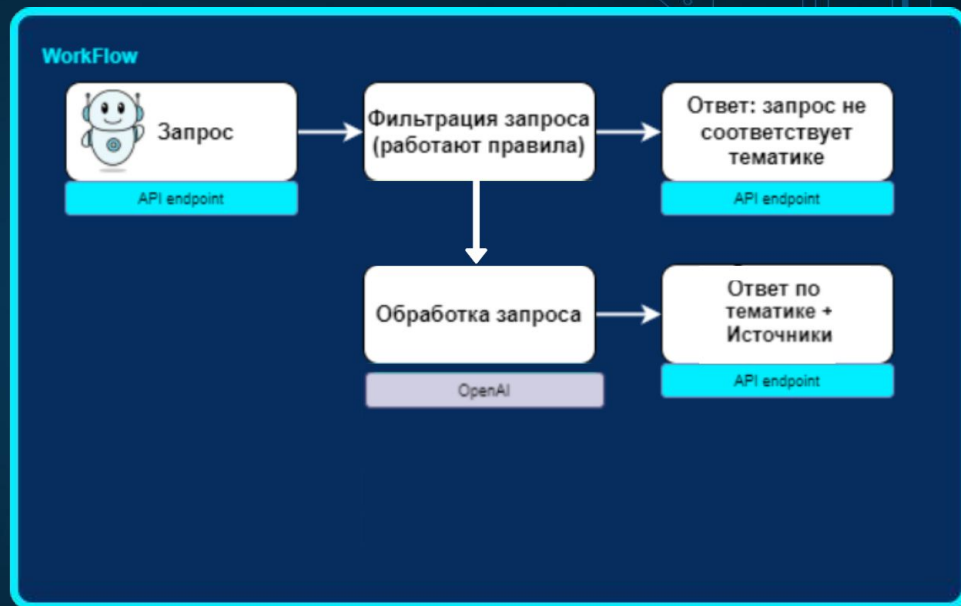 WorkFlow
Запрос
API endpoint
Фильтрация запроса
(работают правила)
Ответ: запрос не
соответствует
тематике
API endpoint
Обработка запроса
OpenAI
Ответ по
тематике +
Источники
API endpoint